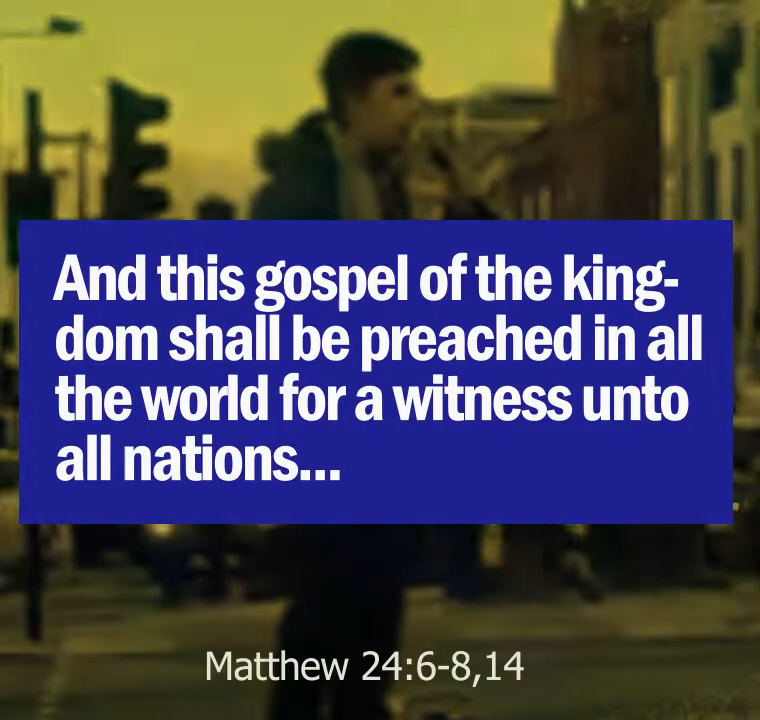 And this gospel of the king-
dom shall be preached in all
the world for a witness unto
all nations...
Matthew 24:6-8,14